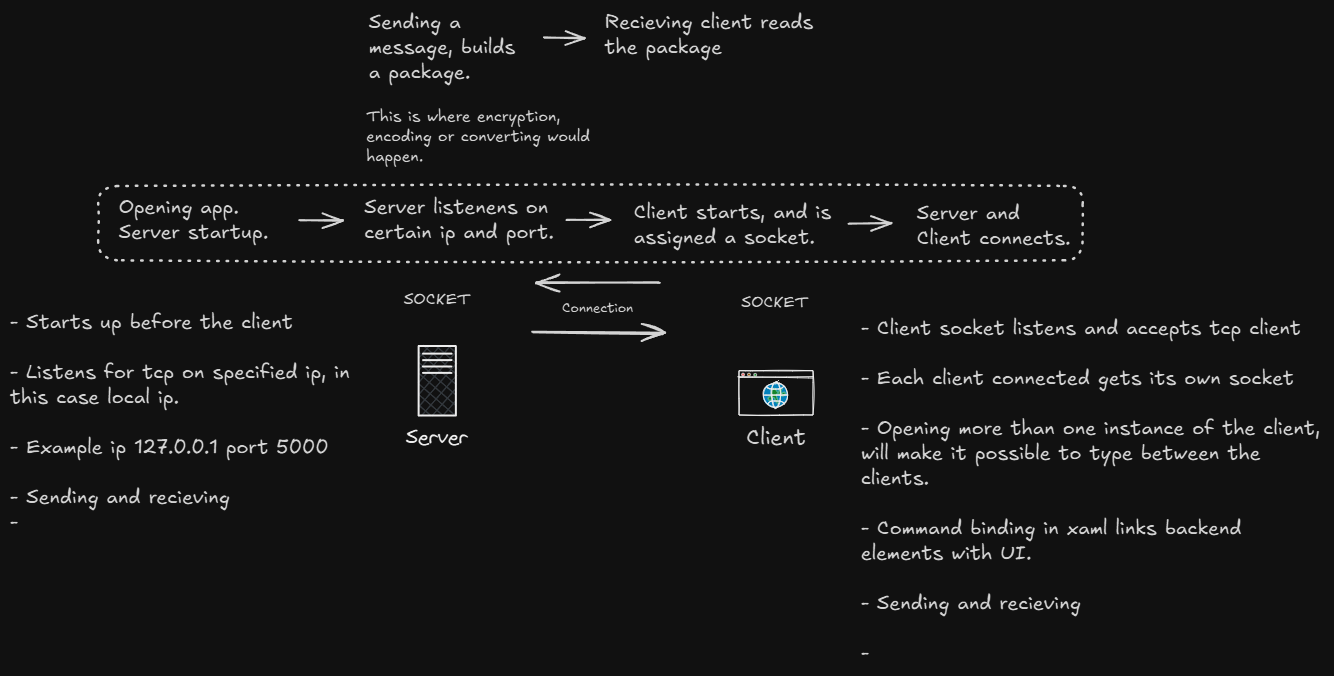 Sending a
message, builds
a package.
Recieving client reads
the package
This is where encryption,
encoding or converting would
happen.
Opening app.
Server startup.
Server listenens on
certain ip and port.
Client starts, and is
assigned a socket.
Server and
Client connects.
SOCKET
Connection
SOCKET
- Starts up before the client
- Listens for tcp on specified ip, in
this case local ip.
- Example ip 127.0.0.1 port 5000
- Sending and recieving
-
Server
Client
- Client socket listens and accepts tcp client
- Each client connected gets its own socket
- Opening more than one instance of the client,
will make it possible to type between the
clients.
- Command binding in xaml links backend
elements with UI.
- Sending and recieving
-